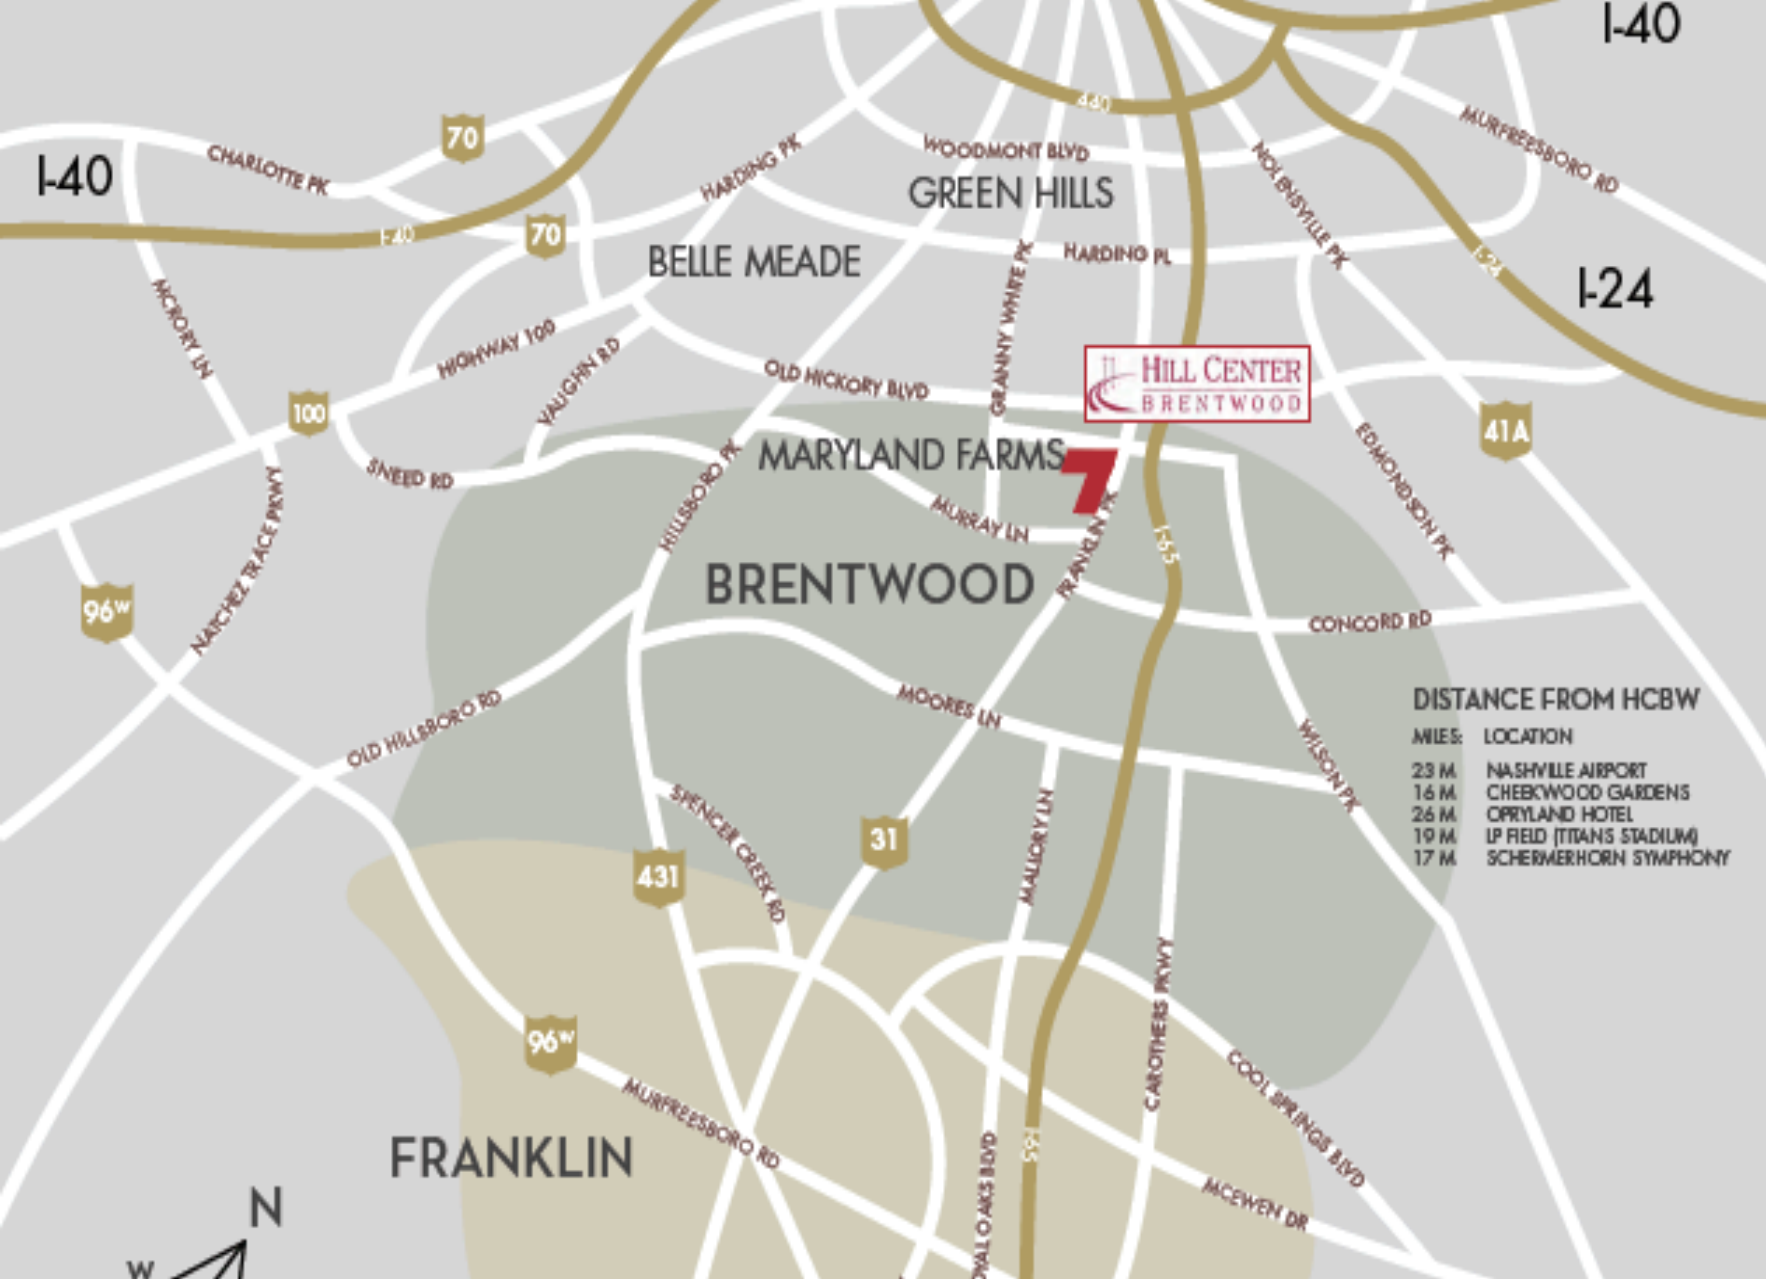 I-40
440
70
MURFREESBORO RD
WOODMONT BLVD
CHARLOTTE PK
HARDING PK
NOLENSVILLE PK
I-40
GREEN HILLS
70
I-40
BELLE MEADE
HARDING PL
I-24
I-24
MCRORY LN
GRANNY WHITE PK
HIGHWAY 100
VAUGHN RD
OLD HICKORY BLVD
HILL CENTER
BRENTWOOD
100
41A
MARYLAND FARMS
SNEED RD
HILLSBORO PK
EDMONDSON PK
MURRAY LN
FRANKLIN PK
I-65
NATCHEZ TRACE PKWY
BRENTWOOD
96W
CONCORD RD
OLD HILLSBORO RD
MOORES LN
WILSON PK
DISTANCE FROM HCBW
MILES: LOCATION
23 M NASHVILLE AIRPORT
16 M CHEEKWOOD GARDENS
26 M OPRYLAND HOTEL
19 M LP FIELD (TITANS STADIUM)
17 M SCHERMERHORN SYMPHONY
SPENCER CREEK RD
MALLORY LN
31
431
CAROTHERS PKWY
96W
COOL SPRINGS BLVD
MURFREESBORO RD
FRANKLIN
I-65
OYAL OAKS BLVD
MCEWEN DR
N
W